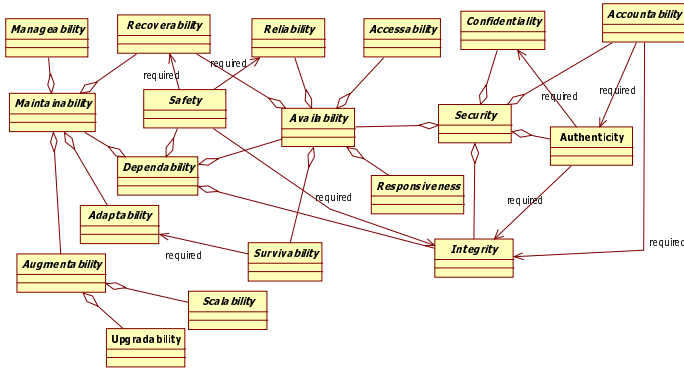 Accountability
Confidentiality
Recoverability
Manageability
Reliability
Accessability
required
required
required
required
Maintainability
Safety
Availability
Security
Authenticity
Dependability
Responsiveness
required
required
Adaptability
required
required
Survivability
Integrity
Augmentability
Scalability
Upgradability